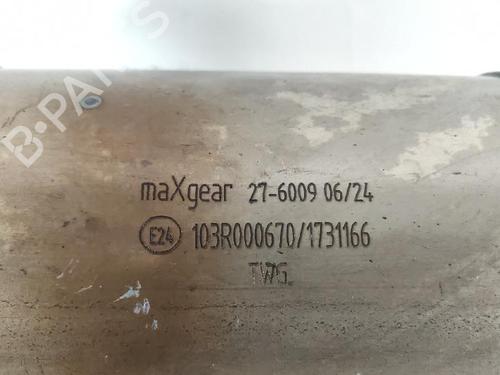 B-PARTS
maXgear 27-6009 06/24
E24 103R000670/1731166
TWG.